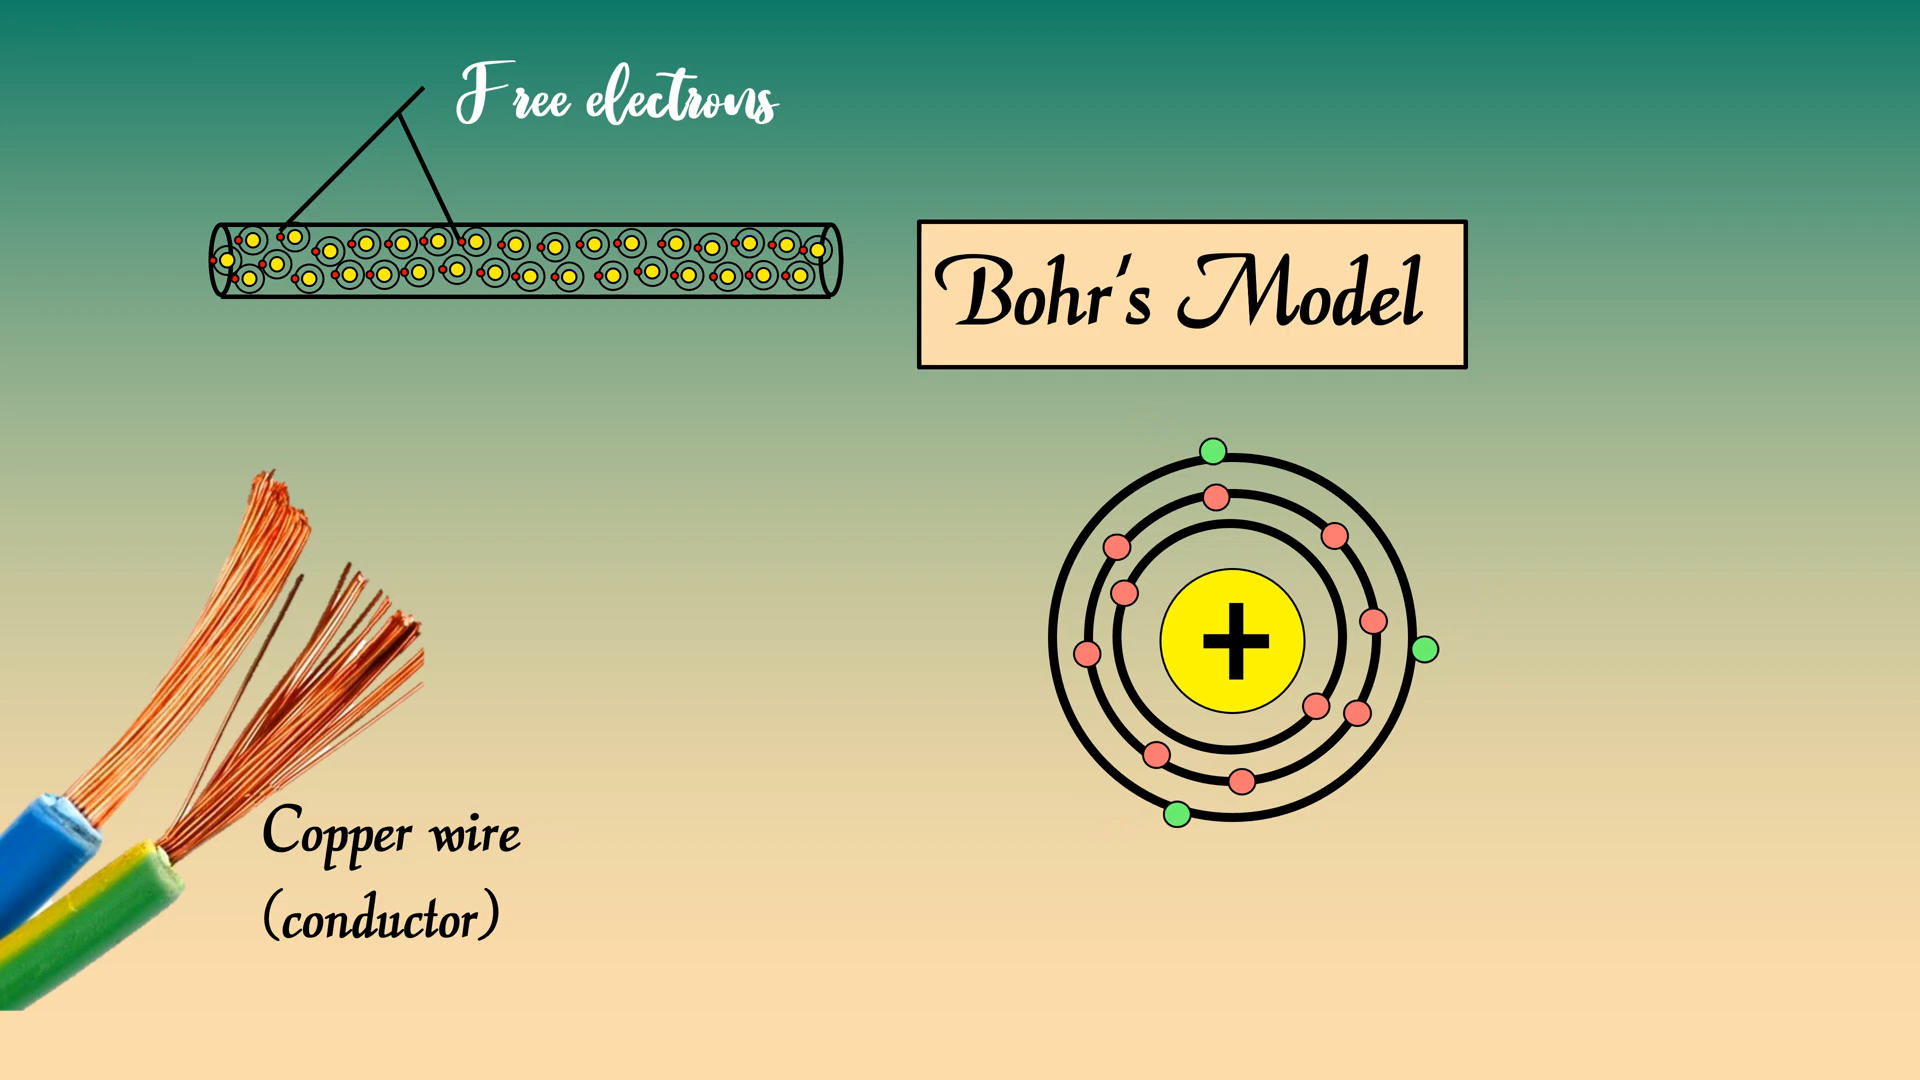 Free electrons
Bohr's Model
+
Copper wire
(conductor)